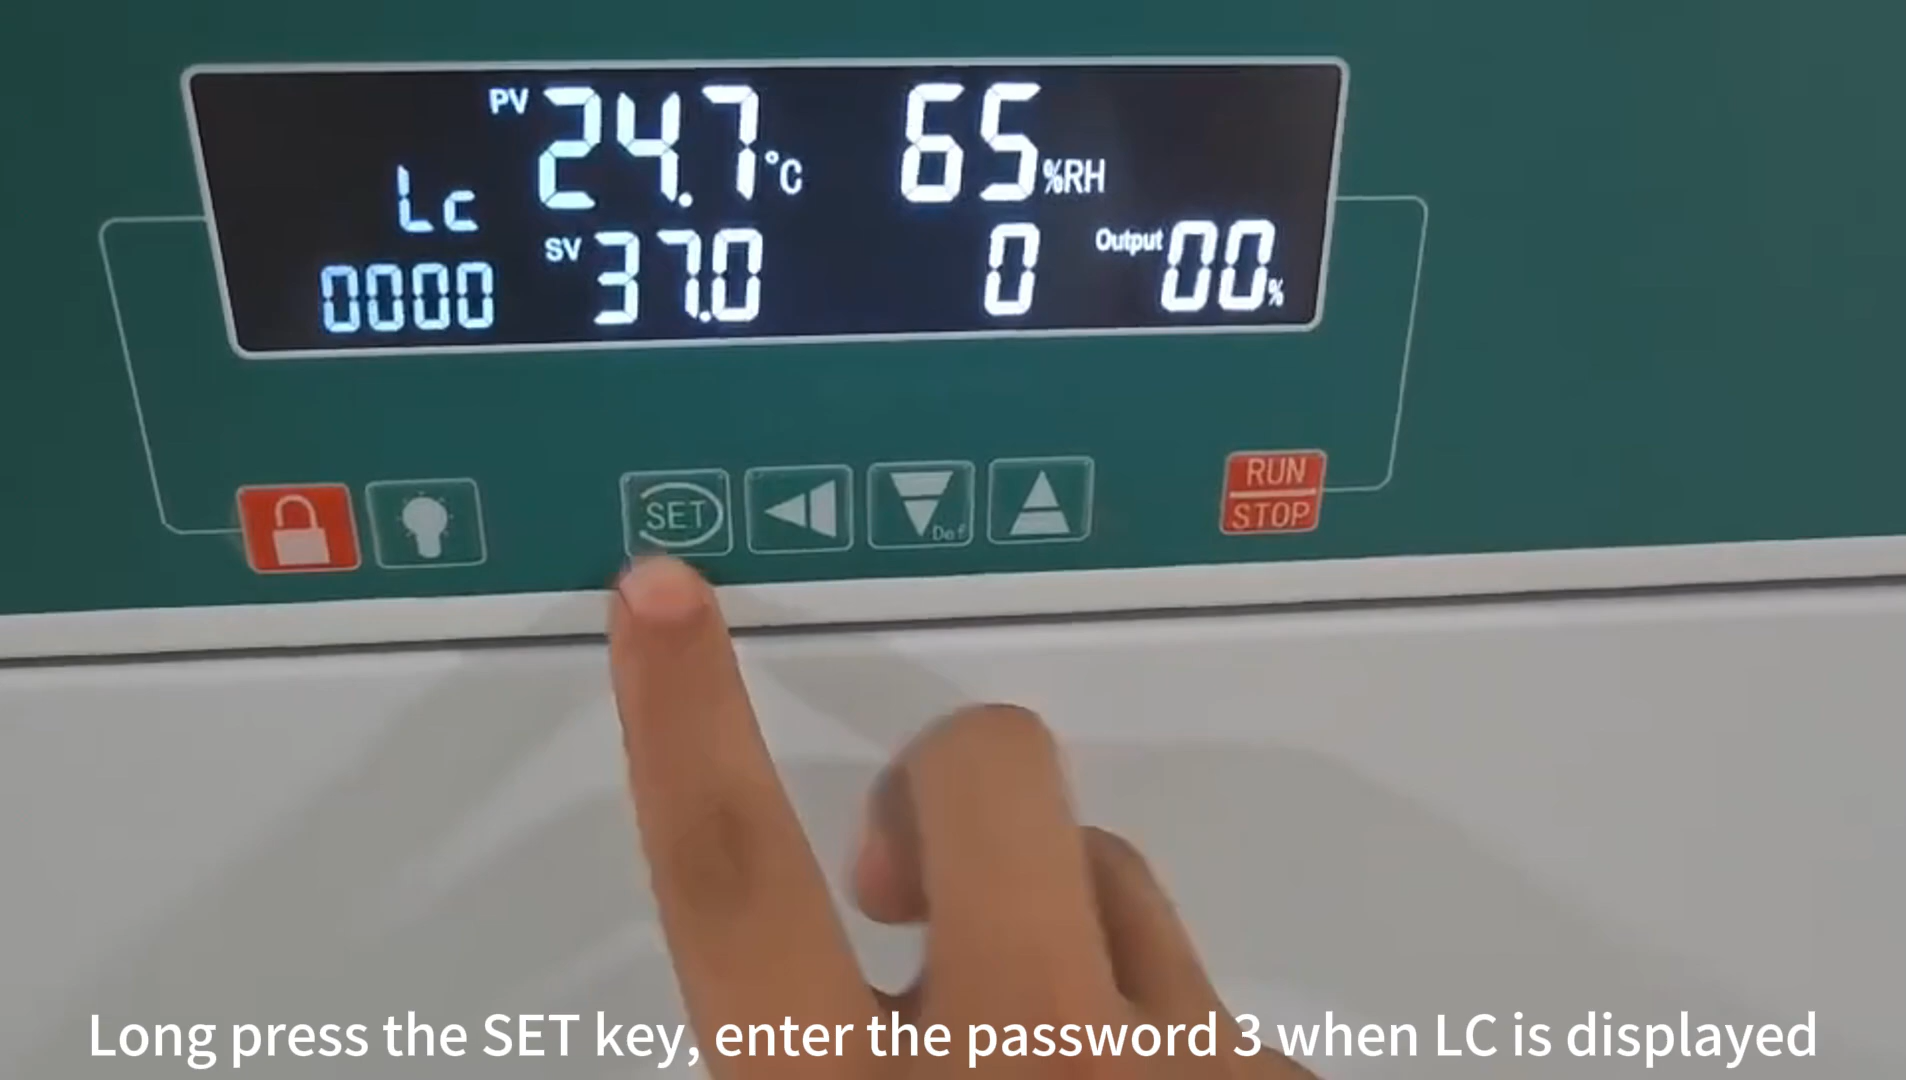 PV 24.7 °C 65 %RH
Lc
SV 37.0 0 Output 00 %
0000
SET
Def
RUN
STOP
Long press the SET key, enter the password 3 when LC is displayed